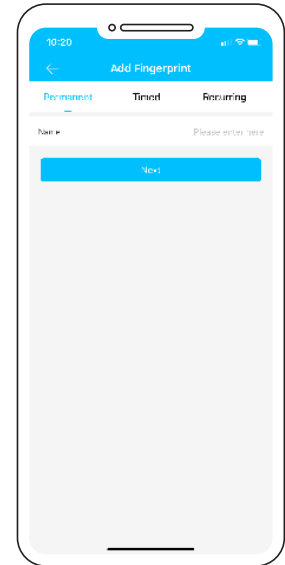 10:20
Add Fingerprint
Permanent Timed Recurring
Name Please enter here
Next